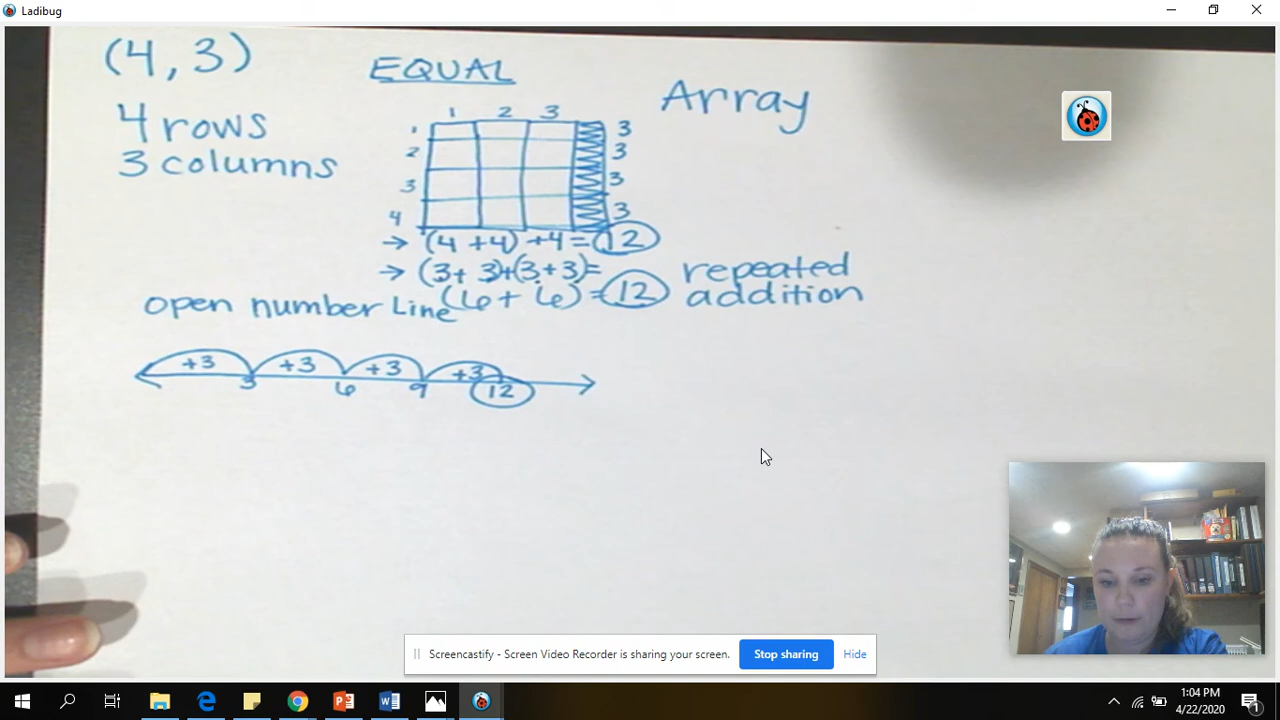 Ladibug
(4, 3)
EQUAL
Array
4 rows
3 columns
1 2 3
1 3
2 3
3 3
4 3
→ (4 + 4) + 4 = 12
→ (3 + 3) + (3 + 3) =
(6 + 6) = 12
repeated
addition
open number Line
+3 +3 +3 +3
3 6 9 12
Screencastify - Screen Video Recorder is sharing your screen. Stop sharing Hide
1:04 PM
4/22/2020
1